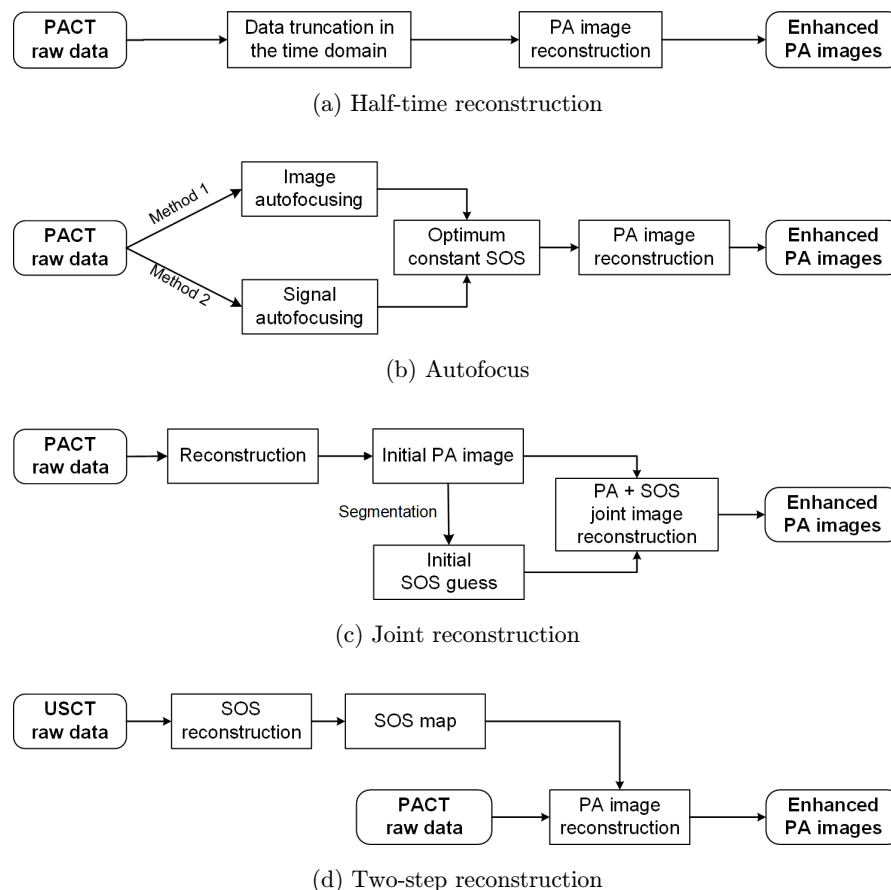 PACT
raw data
Data truncation in
the time domain
PA image
reconstruction
Enhanced
PA images
(a) Half-time reconstruction
PACT
raw data
Method 1
Method 2
Image
autofocusing
Signal
autofocusing
Optimum
constant SOS
PA image
reconstruction
Enhanced
PA images
(b) Autofocus
PACT
raw data
Reconstruction
Initial PA image
Segmentation
Initial
SOS guess
PA + SOS
joint image
reconstruction
Enhanced
PA images
(c) Joint reconstruction
USCT
raw data
SOS
reconstruction
SOS map
PACT
raw data
PA image
reconstruction
Enhanced
PA images
(d) Two-step reconstruction